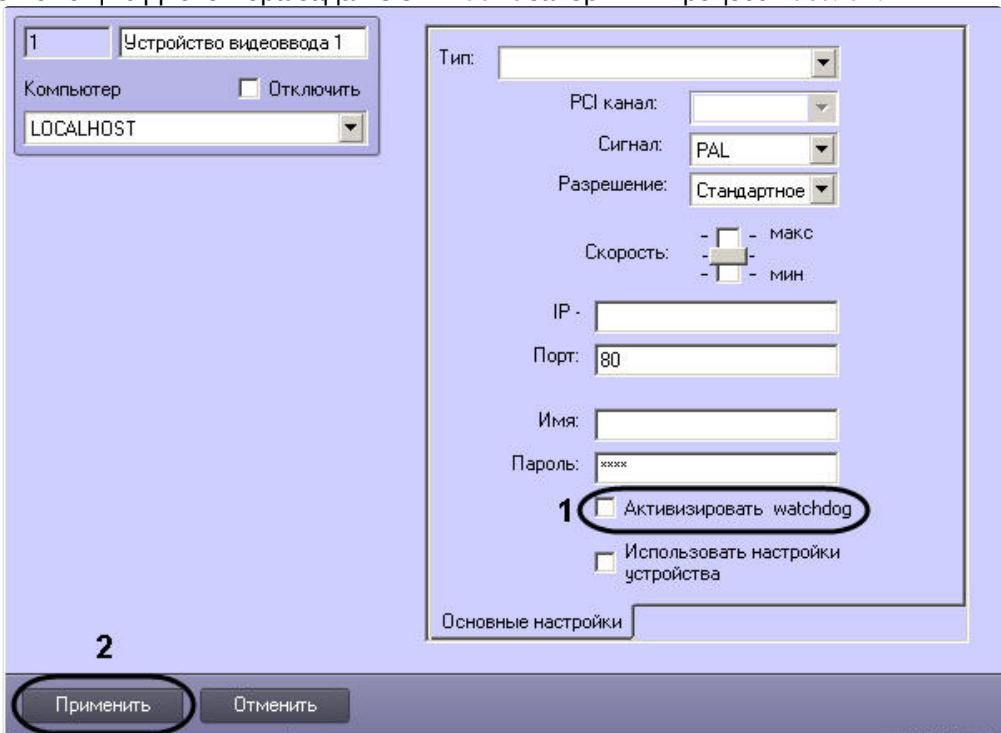 1 Устройство видеоввода 1
Компьютер Отключить
LOCALHOST
Тип:
PCI канал:
Сигнал: PAL
Разрешение: Стандартное
- - макс
Скорость: - -
- - мин
IP -
Порт: 80
Имя:
Пароль: ××××
1 Активизировать watchdog
Использовать настройки
устройства
Основные настройки
2
Применить Отменить